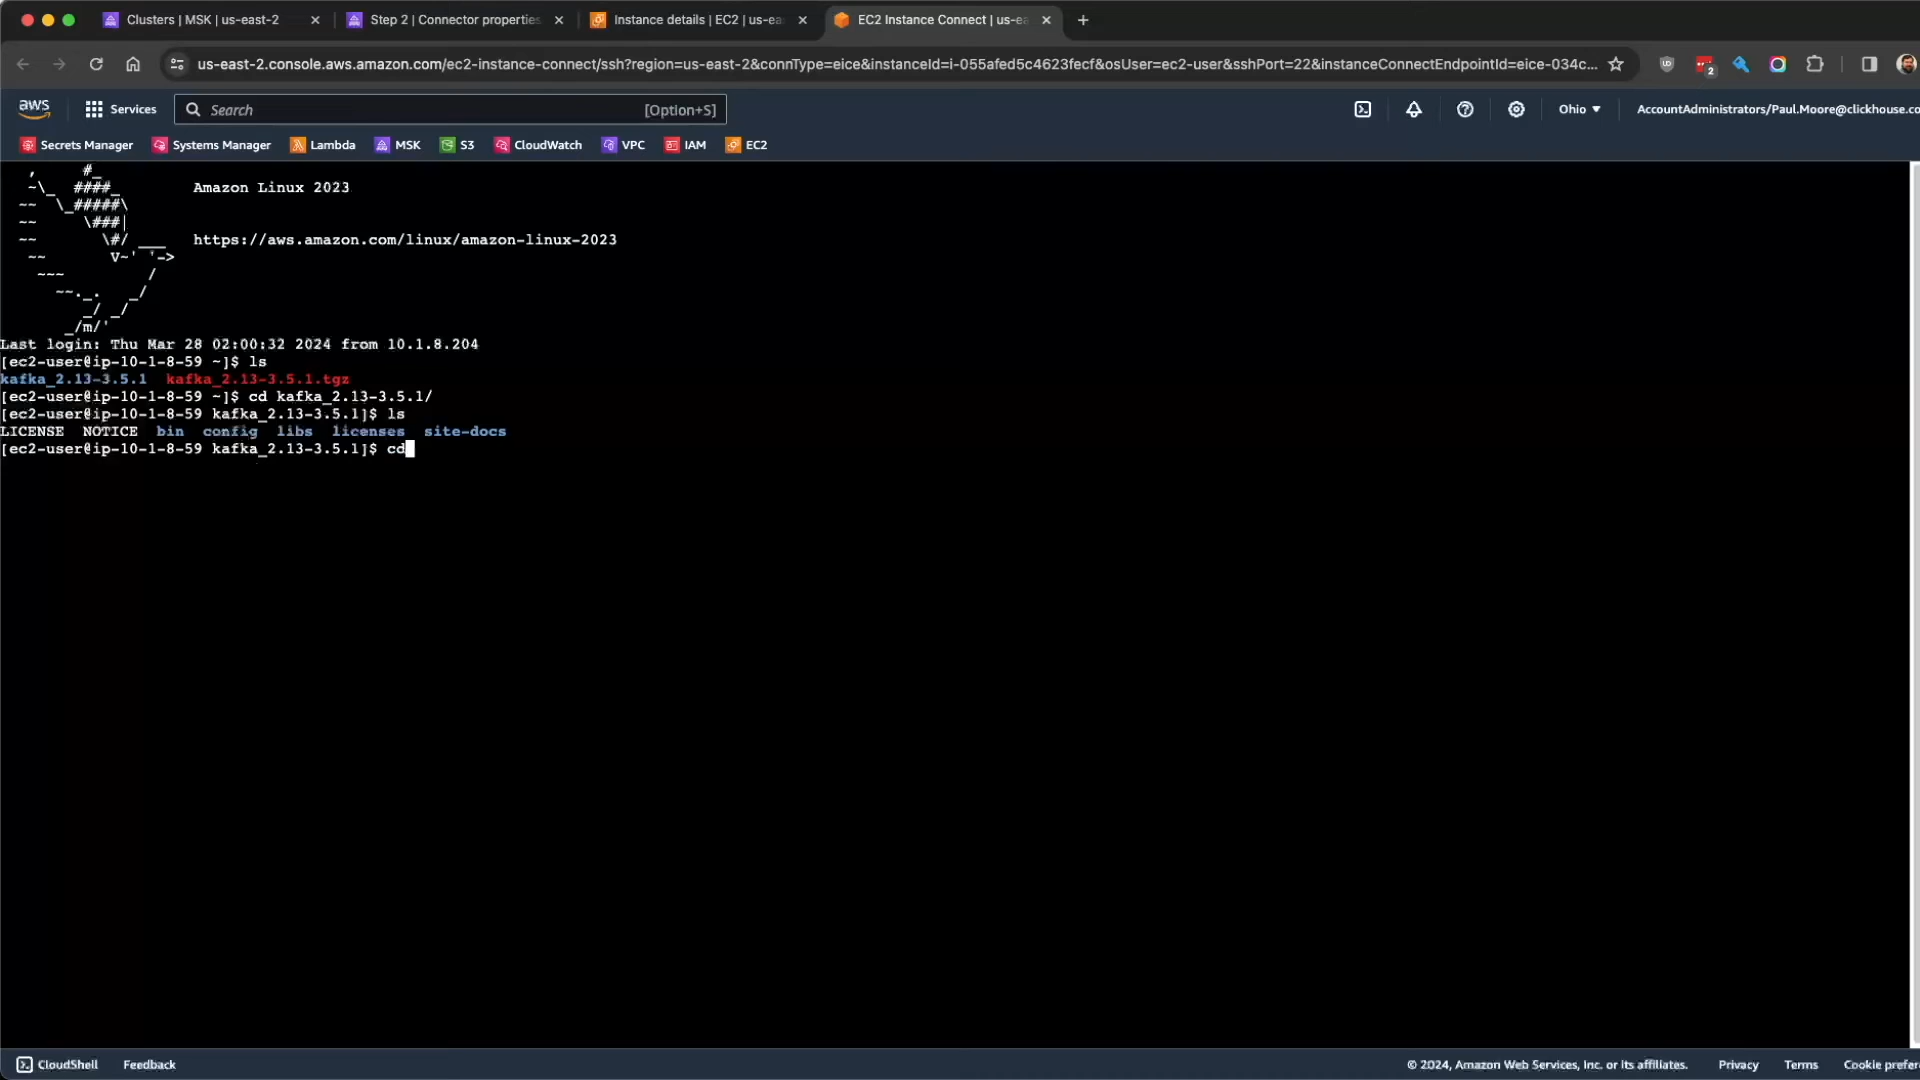 Clusters | MSK | us-east-2
Step 2 | Connector properties
Instance details | EC2 | us-ea
EC2 Instance Connect | us-ea
us-east-2.console.aws.amazon.com/ec2-instance-connect/ssh?region=us-east-2&connType=eice&instanceId=i-055afed5c4623fecf&osUser=ec2-user&sshPort=22&instanceConnectEndpointId=eice-034c...
2
aws
Services
Search
[Option+S]
Ohio
AccountAdministrators/Paul.Moore@clickhouse.co
Secrets Manager
Systems Manager
Lambda
MSK
S3
CloudWatch
VPC
IAM
EC2
   ,     #_
   ~\_  ####_        Amazon Linux 2023
  ~~  \_#####\
  ~~     \###|
  ~~       \#/ ___   https://aws.amazon.com/linux/amazon-linux-2023
   ~~       V~' '->
    ~~~         /
      ~~._.   _/
         _/ _/
       _/m/'
Last login: Thu Mar 28 02:00:32 2024 from 10.1.8.204
[ec2-user@ip-10-1-8-59 ~]$ ls
kafka_2.13-3.5.1  kafka_2.13-3.5.1.tgz
[ec2-user@ip-10-1-8-59 ~]$ cd kafka_2.13-3.5.1/
[ec2-user@ip-10-1-8-59 kafka_2.13-3.5.1]$ ls
LICENSE  NOTICE  bin  config  libs  licenses  site-docs
[ec2-user@ip-10-1-8-59 kafka_2.13-3.5.1]$ cd
CloudShell
Feedback
© 2024, Amazon Web Services, Inc. or its affiliates.
Privacy
Terms
Cookie prefer